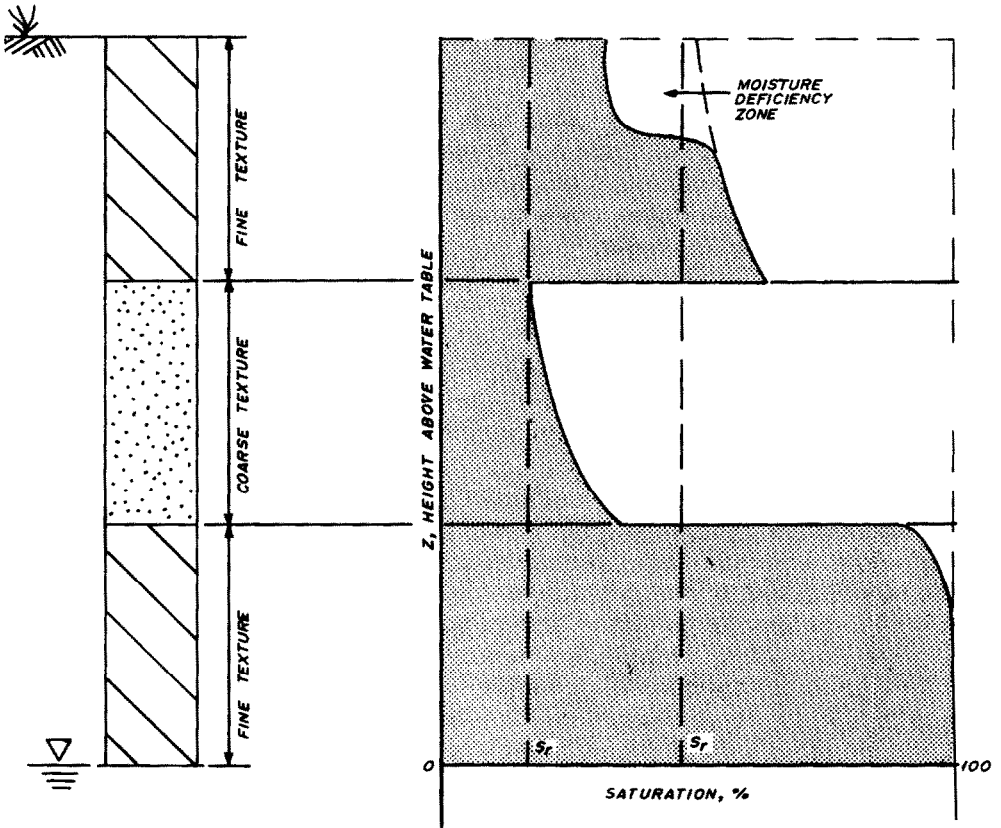 MOISTURE
DEFICIENCY
ZONE
FINE TEXTURE
COARSE TEXTURE
FINE TEXTURE
Z, HEIGHT ABOVE WATER TABLE
Sr
Sr
0
100
SATURATION, %